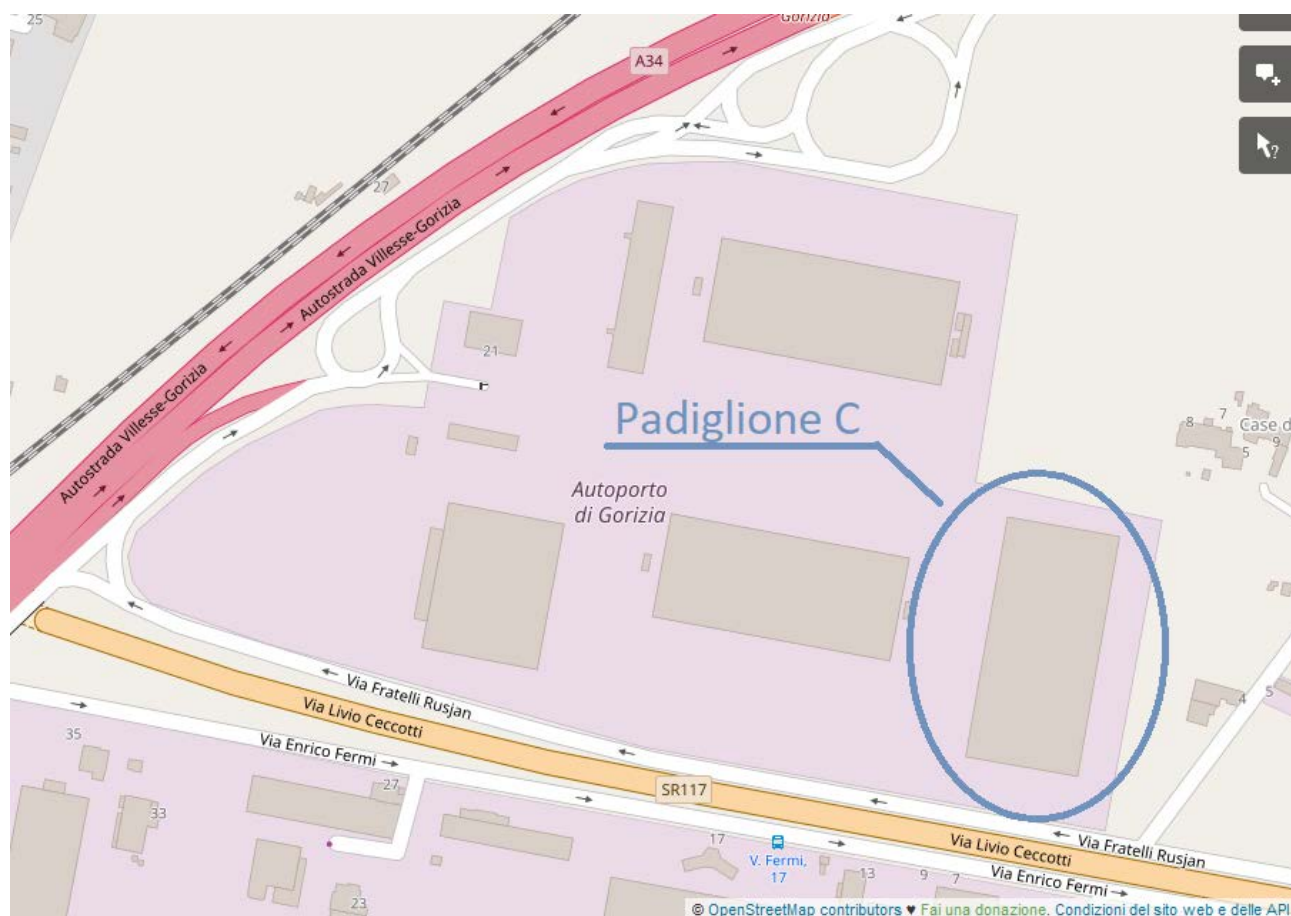 25
Gorizia
A34
27
Autostrada Villesse-Gorizia
21
Autostrada Villesse-Gorizia
Padiglione C
8
7
Case d
5
9
Autoporto
di Gorizia
Via Fratelli Rusjan
Via Livio Ceccotti
4
5
35
Via Enrico Fermi
27
SR117
33
17
V. Fermi,
17
Via Livio Ceccotti
Via Fratelli Rusjan
13
9
7
Via Enrico Fermi
23
© OpenStreetMap contributors ♥ Fai una donazione. Condizioni del sito web e delle API